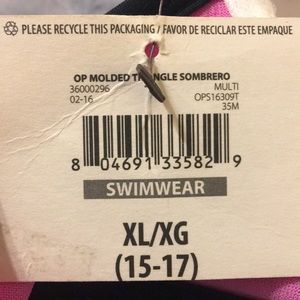 PLEASE RECYCLE THIS PACKAGING / FAVOR DE RECICLAR ESTE EMPAQUE
OP MOLDED SOMBRERO
36000296 MULTI
02-16 OPS16309T
35M
8 04691 33582 9
SWIMWEAR
XL/XG
(15-17)